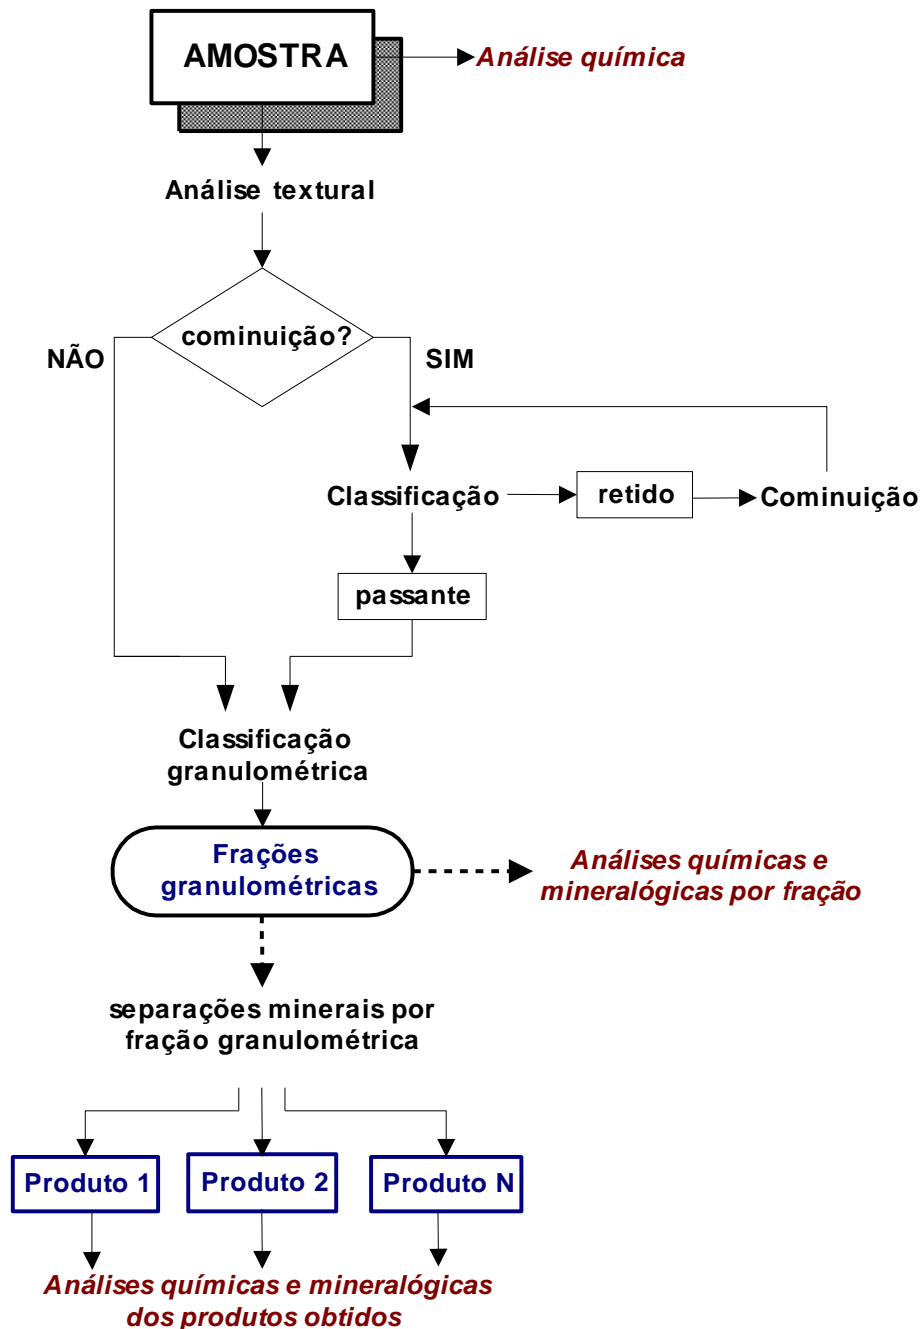 AMOSTRA
Análise química
Análise textural
cominuição?
NÃO
SIM
Classificação
retido
Cominuição
passante
Classificação
granulométrica
Frações
granulométricas
Análises químicas e
mineralógicas por fração
separações minerais por
fração granulométrica
Produto 1
Produto 2
Produto N
Análises químicas e mineralógicas
dos produtos obtidos